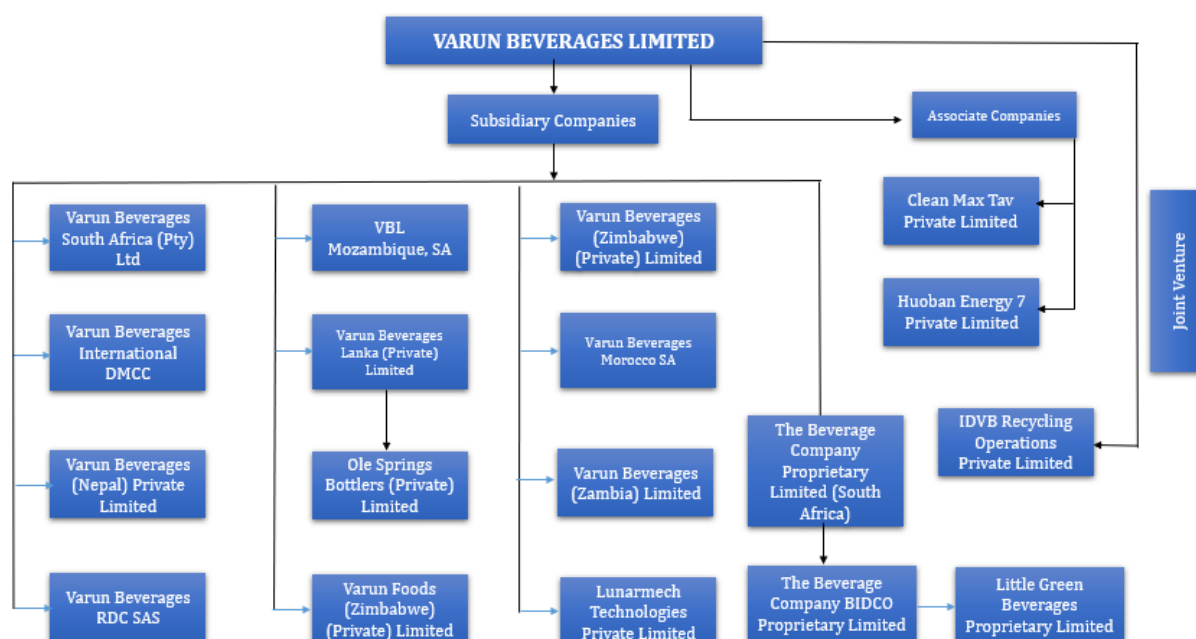 VARUN BEVERAGES LIMITED
Subsidiary Companies
Associate Companies
Varun Beverages
South Africa (Pty)
Ltd
VBL
Mozambique, SA
Varun Beverages
(Zimbabwe)
(Private) Limited
Clean Max Tav
Private Limited
Joint Venture
Huoban Energy 7
Private Limited
Varun Beverages
International
DMCC
Varun Beverages
Lanka (Private)
Limited
Varun Beverages
Morocco SA
The Beverage
Company
Proprietary
Limited (South
Africa)
IDVB Recycling
Operations
Private Limited
Varun Beverages
(Nepal) Private
Limited
Ole Springs
Bottlers (Private)
Limited
Varun Beverages
(Zambia) Limited
Varun Beverages
RDC SAS
Varun Foods
(Zimbabwe)
(Private) Limited
Lunarmech
Technologies
Private Limited
The Beverage
Company BIDCO
Proprietary Limited
Little Green
Beverages
Proprietary Limited